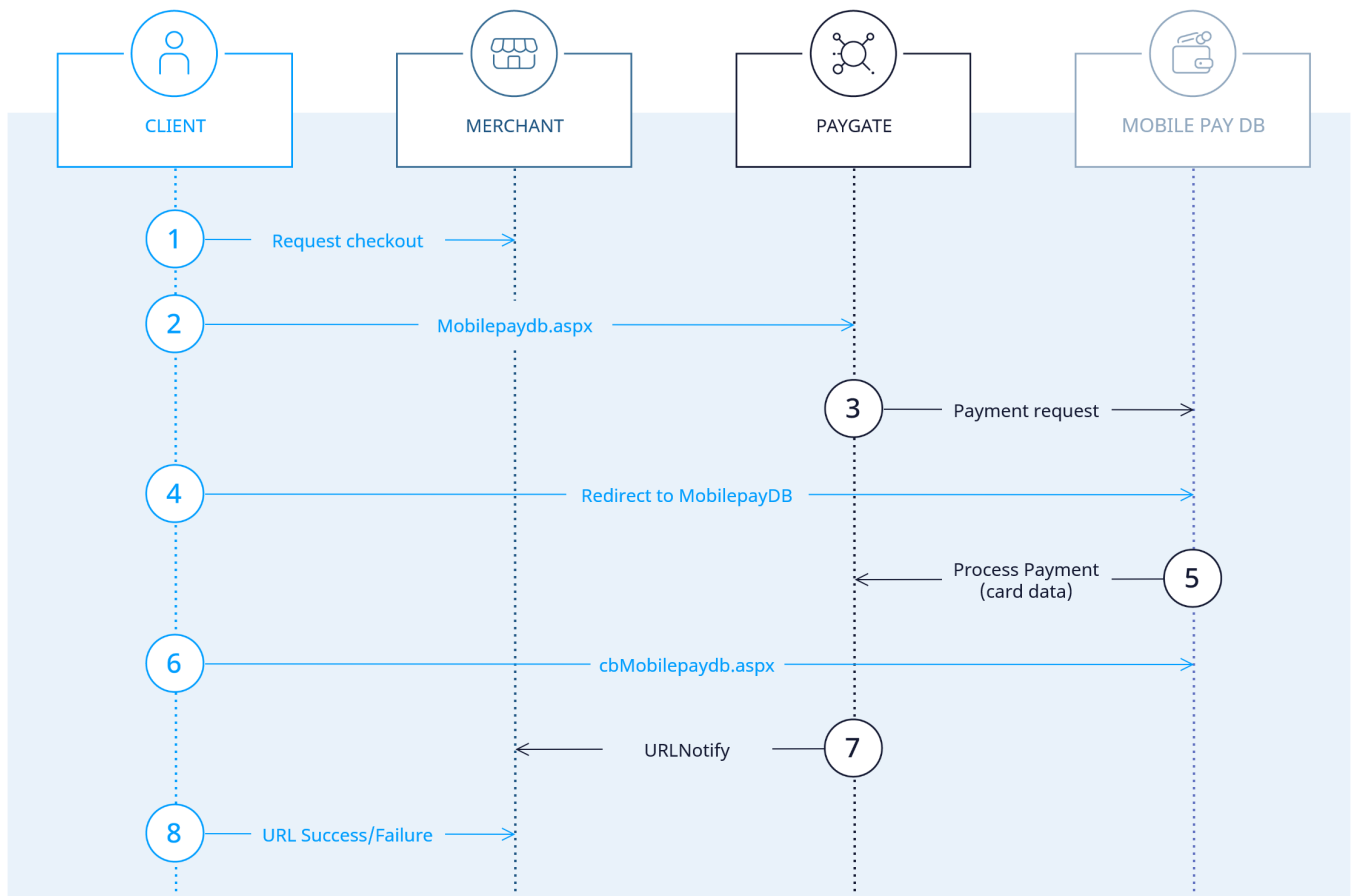 CLIENT
MERCHANT
PAYGATE
MOBILE PAY DB
1
Request checkout
2
Mobilepaydb.aspx
3
Payment request
4
Redirect to MobilepayDB
Process Payment
(card data)
5
6
cbMobilepaydb.aspx
URLNotify
7
8
URL Success/Failure